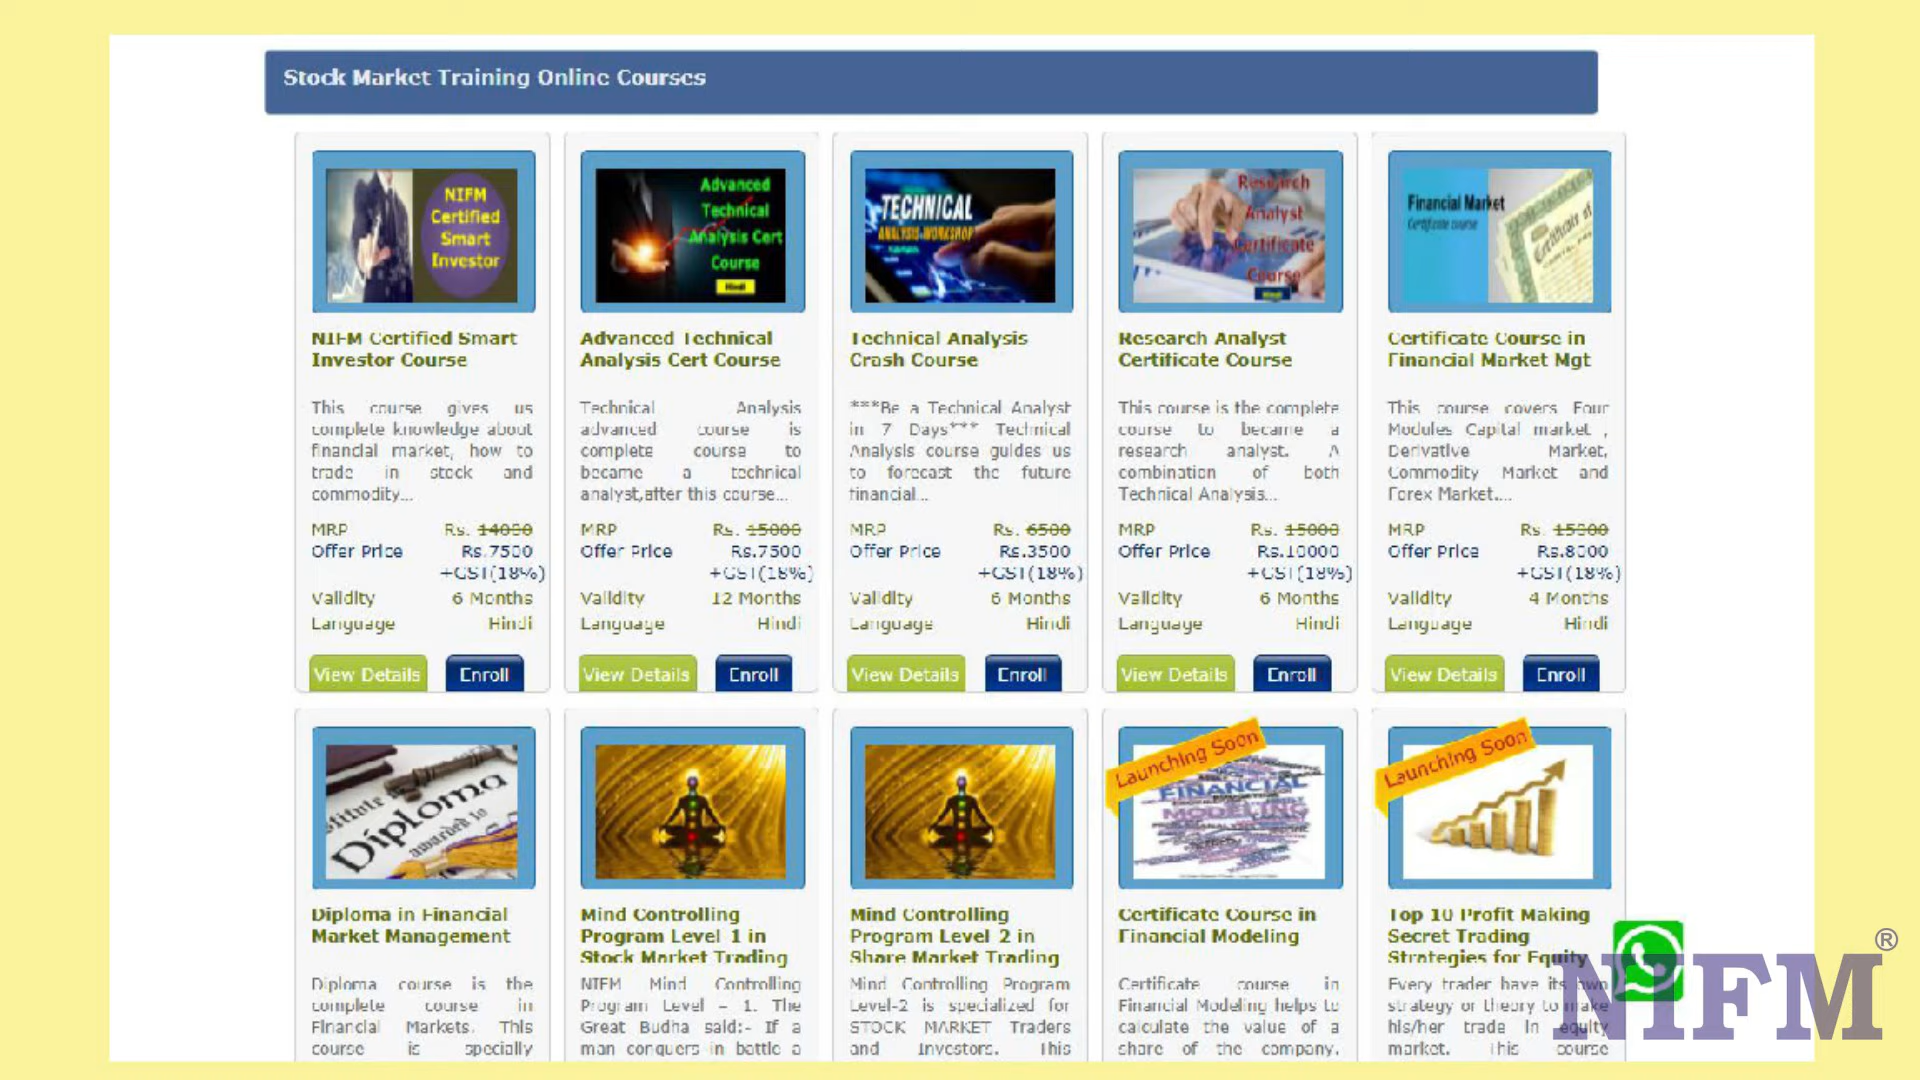 Stock Market Training Online Courses
NIFM
Certified
Smart
Investor
NIFM Certified Smart
Investor Course
This course gives us
complete knowledge about
financial market, how to
trade in stock and
commodity...
MRP Rs. 14000
Offer Price Rs.7500
+GST(18%)
Validity 6 Months
Language Hindi
View Details Enroll
Advanced
Technical
Analysis Cert
Course
Hindi
Advanced Technical
Analysis Cert Course
Technical Analysis
advanced course is
complete course to
became a technical
analyst,after this course...
MRP Rs. 15000
Offer Price Rs.7500
+GST(18%)
Validity 12 Months
Language Hindi
View Details Enroll
TECHNICAL
ANALYSIS WORKSHOP
Technical Analysis
Crash Course
***Be a Technical Analyst
in 7 Days*** Technical
Analysis course guides us
to forecast the future
financial...
MRP Rs. 6500
Offer Price Rs.3500
+GST(18%)
Validity 6 Months
Language Hindi
View Details Enroll
Research
Analyst
Certificate
Course
Hindi
Research Analyst
Certificate Course
This course is the complete
course to became a
research analyst. A
combination of both
Technical Analysis...
MRP Rs. 15000
Offer Price Rs.10000
+GST(18%)
Validity 6 Months
Language Hindi
View Details Enroll
Financial Market
Certificate course
Certificate of
Certificate Course in
Financial Market Mgt
This course covers Four
Modules Capital market ,
Derivative Market,
Commodity Market and
Forex Market....
MRP Rs. 15000
Offer Price Rs.8000
+GST(18%)
Validity 4 Months
Language Hindi
View Details Enroll
Diploma
awarded to
Diploma in Financial
Market Management
Diploma course is the
complete course in
Financial Markets. This
course is specially
Mind Controlling
Program Level 1 in
Stock Market Trading
NIFM Mind Controlling
Program Level - 1. The
Great Budha said:- If a
man conquers in battle a
Mind Controlling
Program Level 2 in
Share Market Trading
Mind Controlling Program
Level-2 is specialized for
STOCK MARKET Traders
and Investors. This
Launching Soon
FINANCIAL
MODELING
Certificate Course in
Financial Modeling
Certificate course in
Financial Modeling helps to
calculate the value of a
share of the company.
Launching Soon
Top 10 Profit Making
Secret Trading
Strategies for Equity
Every trader have its own
strategy or theory to make
his/her trade in equity
market. This course
NIFM ®